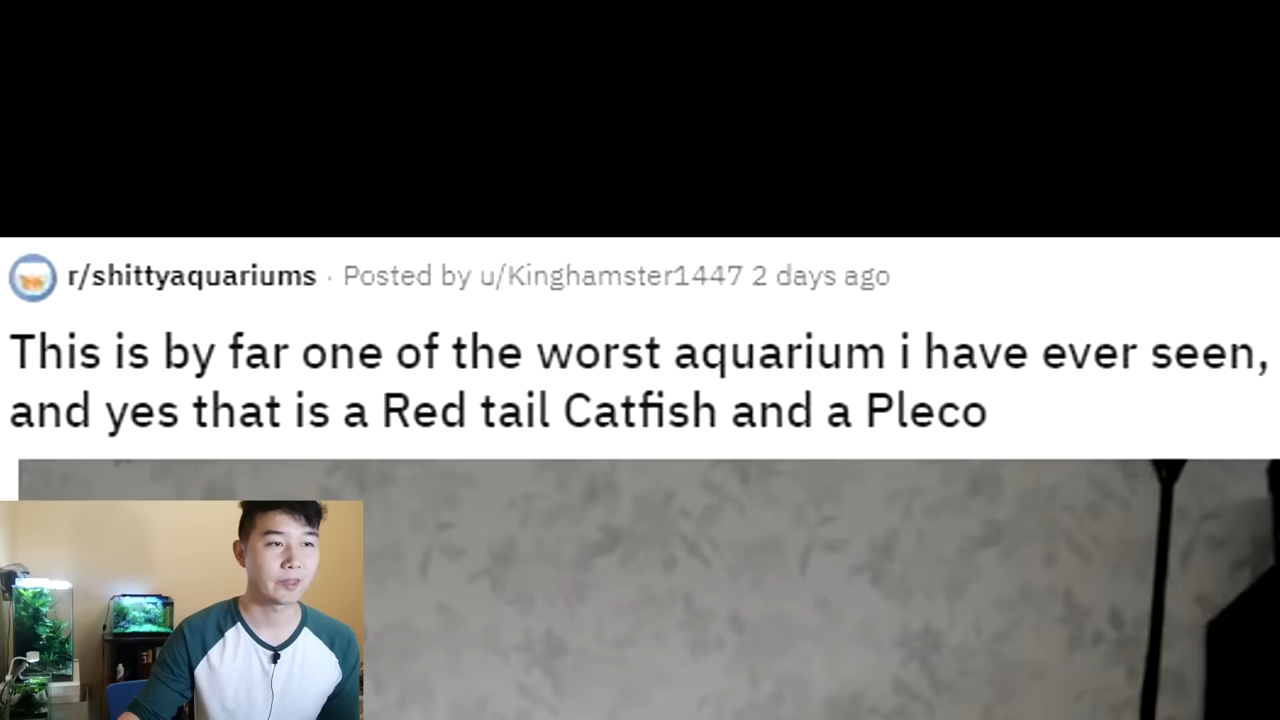 r/shittyaquariums · Posted by u/Kinghamster1447 2 days ago
This is by far one of the worst aquarium i have ever seen,
and yes that is a Red tail Catfish and a Pleco